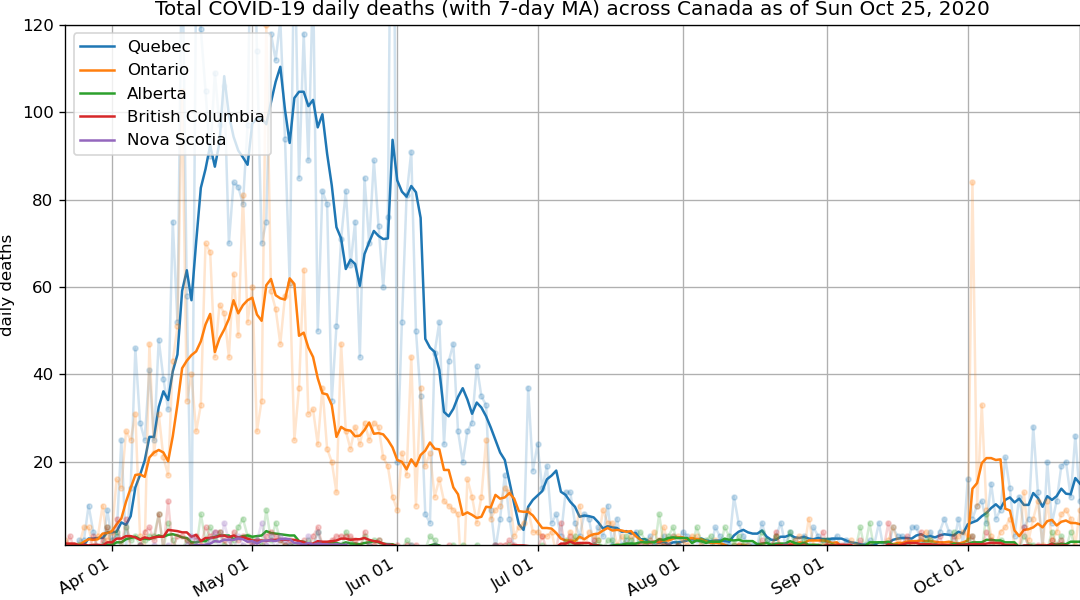 Total COVID-19 daily deaths (with 7-day MA) across Canada as of Sun Oct 25, 2020
120
100
80
60
40
20
daily deaths
Quebec
Ontario
Alberta
British Columbia
Nova Scotia
Apr 01
May 01
Jun 01
Jul 01
Aug 01
Sep 01
Oct 01